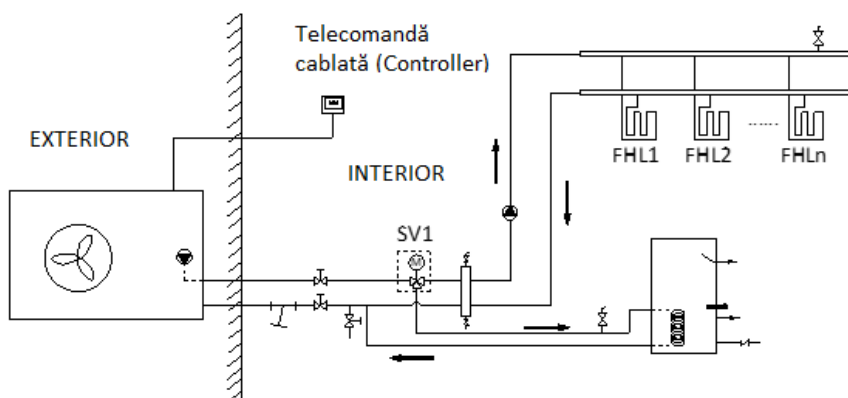 Telecomandă
cablată (Controller)
EXTERIOR
INTERIOR
FHL1 FHL2 FHLn
SV1
M